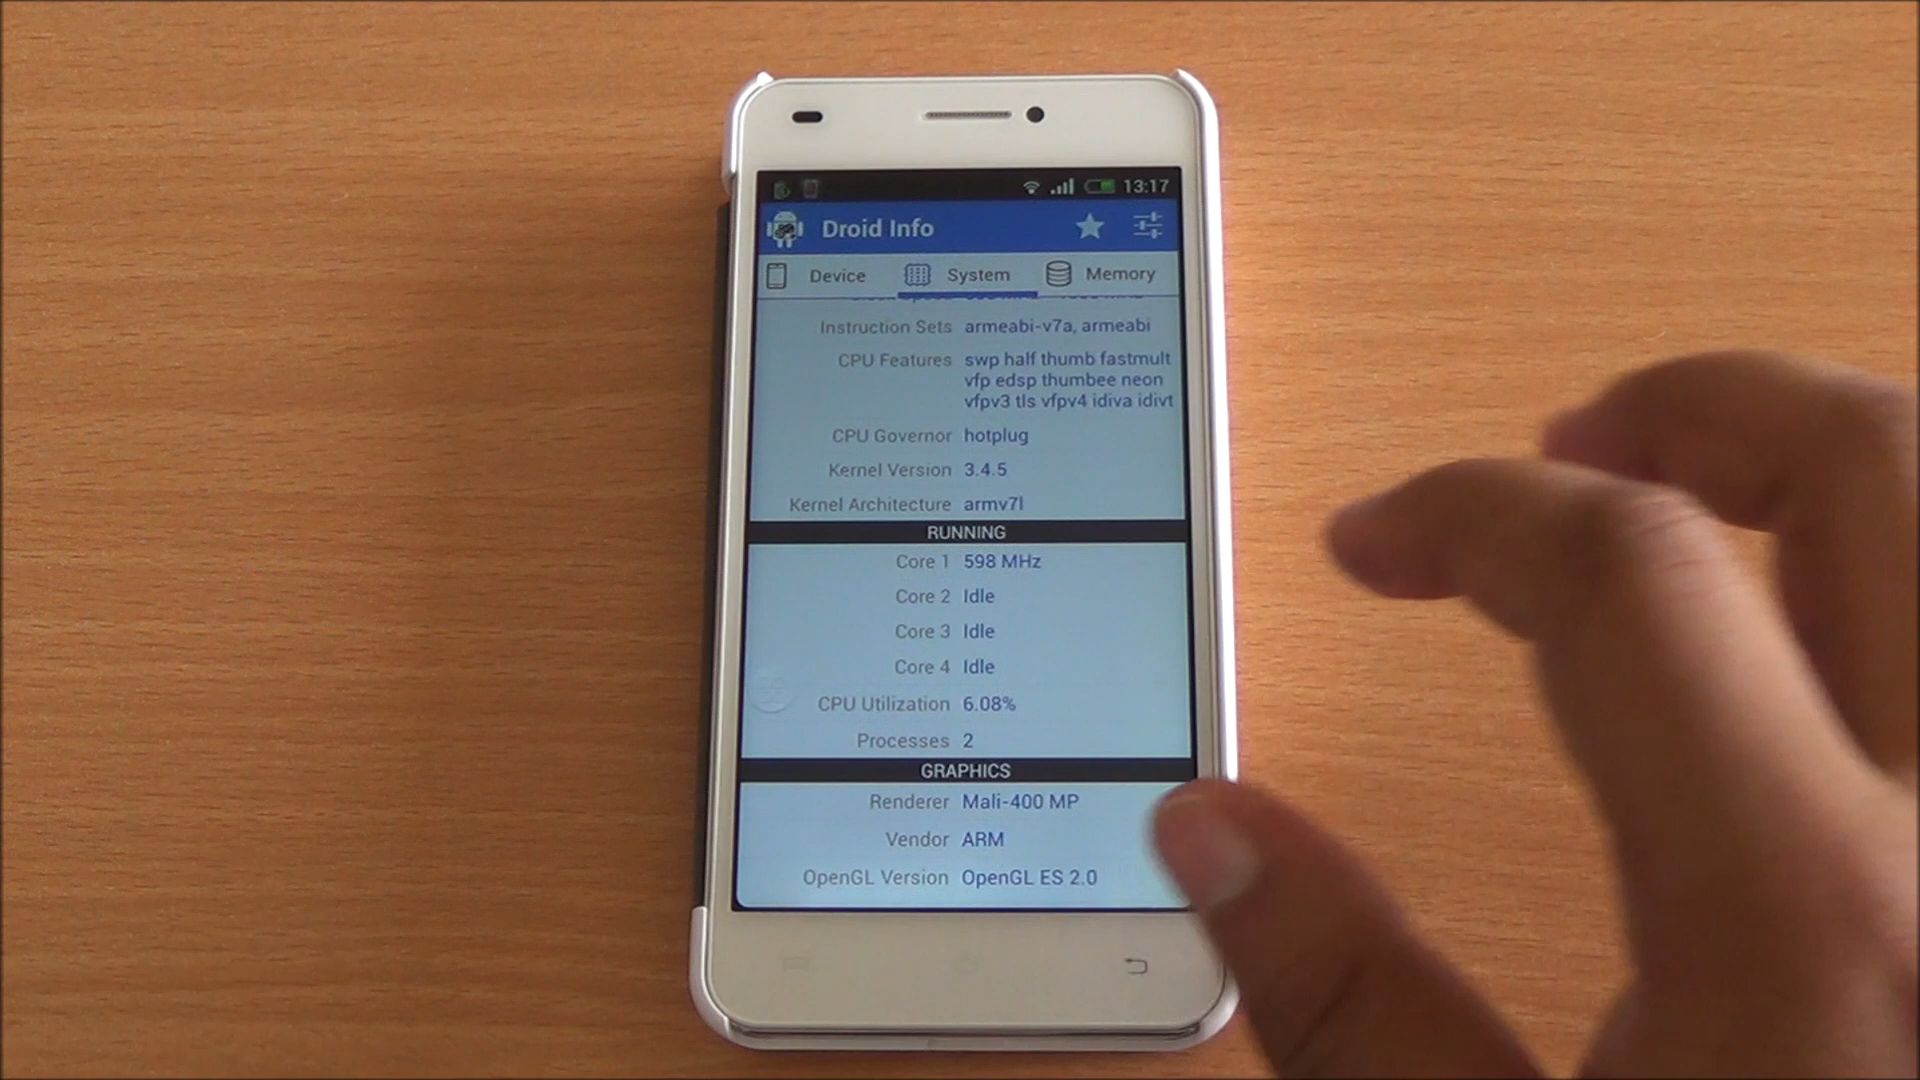 13:17
Droid Info
Device System Memory
Instruction Sets armeabi-v7a, armeabi
CPU Features swp half thumb fastmult
vfp edsp thumbee neon
vfpv3 tls vfpv4 idiva idivt
CPU Governor hotplug
Kernel Version 3.4.5
Kernel Architecture armv7l
RUNNING
Core 1 598 MHz
Core 2 Idle
Core 3 Idle
Core 4 Idle
CPU Utilization 6.08%
Processes 2
GRAPHICS
Renderer Mali-400 MP
Vendor ARM
OpenGL Version OpenGL ES 2.0